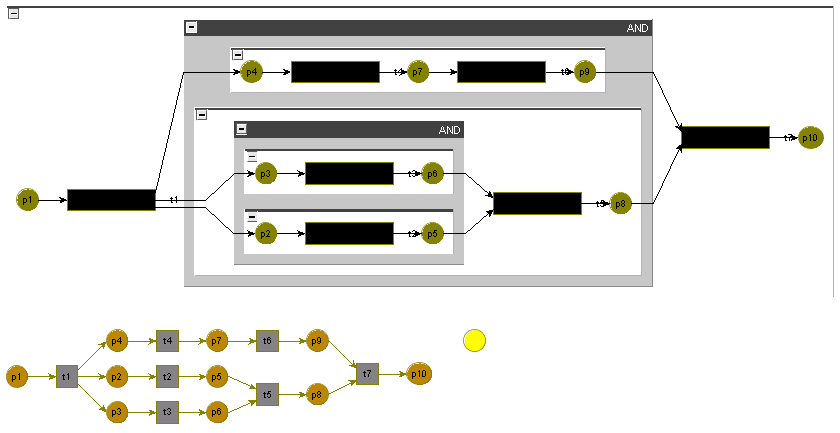 AND
p4 t4 p7 t6 p9
AND
p3 t3 p6
p1 t1 t5 p8 t7 p10
p2 t2 p5
p4 t4 p7 t6 p9
p1 t1 p2 t2 p5 t5 p8 t7 p10
p3 t3 p6